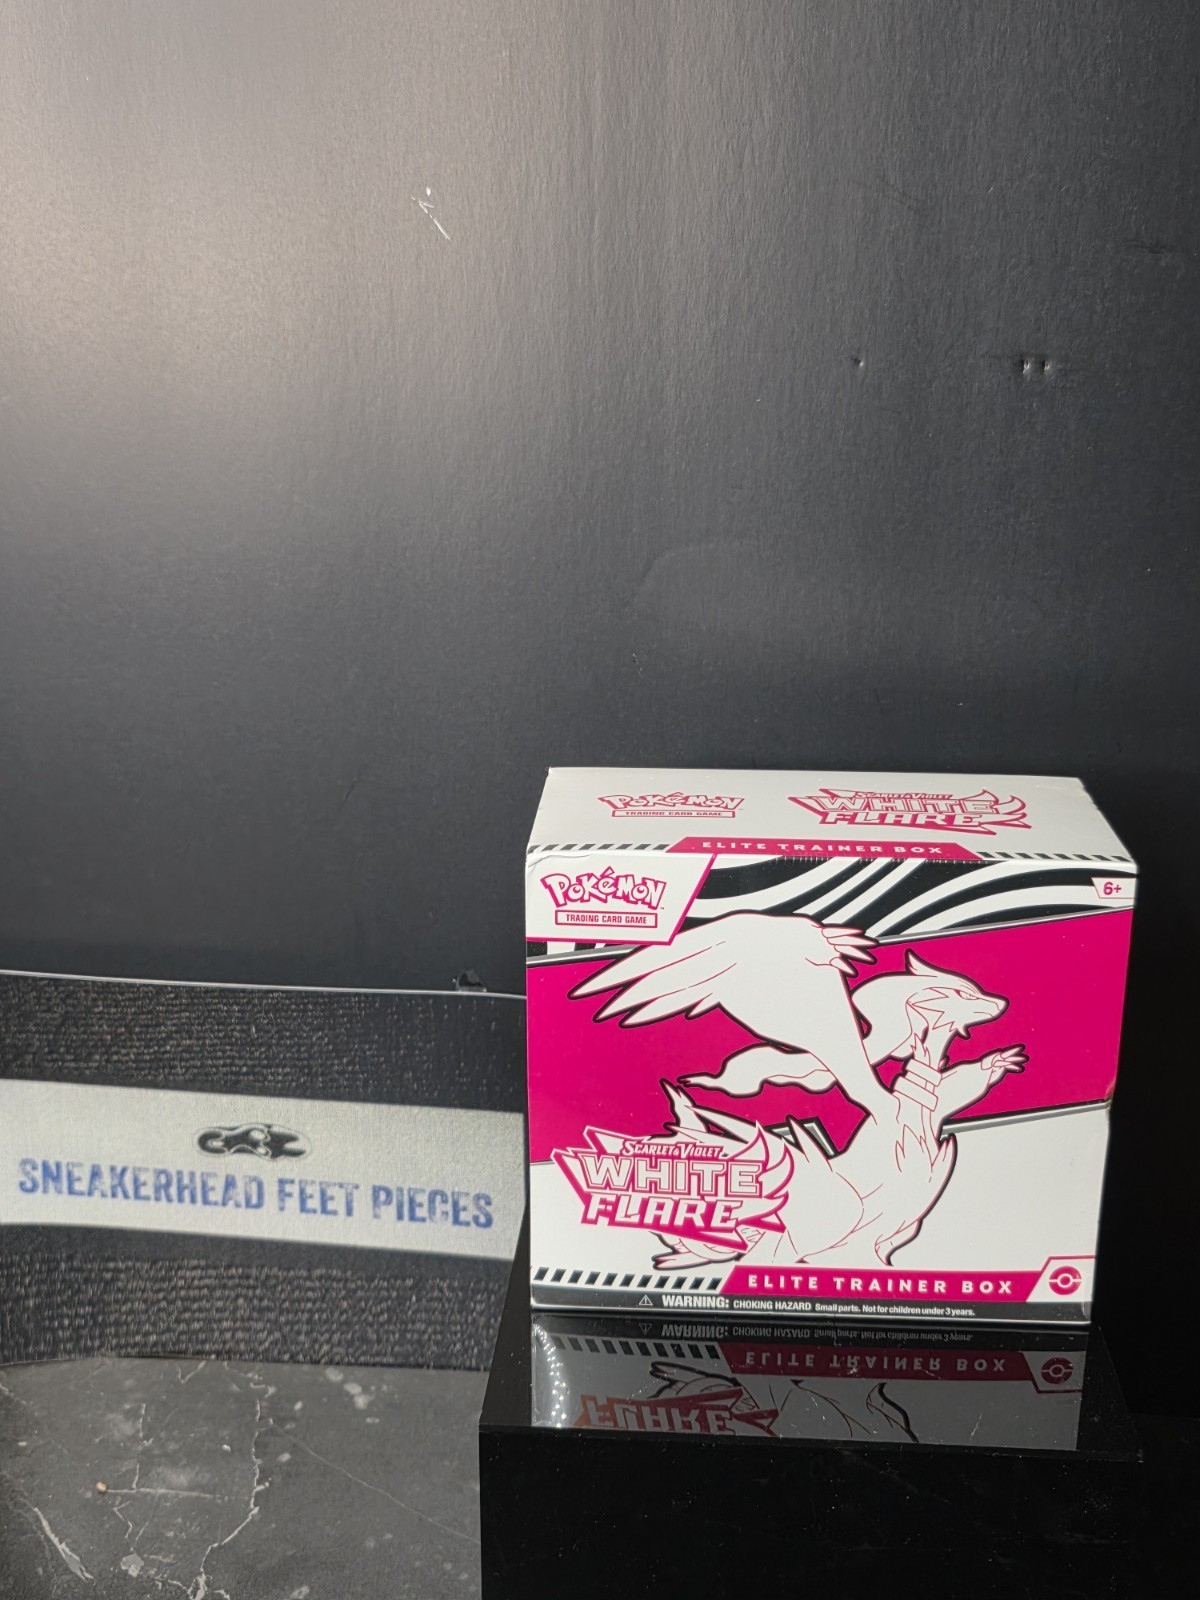 POKéMON
TRADING CARD GAME
SCARLET & VIOLET
WHITE
FLARE
ELITE TRAINER BOX
POKéMON
TRADING CARD GAME
6+
SCARLET & VIOLET
WHITE
FLARE
ELITE TRAINER BOX
WARNING: CHOKING HAZARD Small parts. Not for children under 3 years.
SNEAKERHEAD FEET PIECES